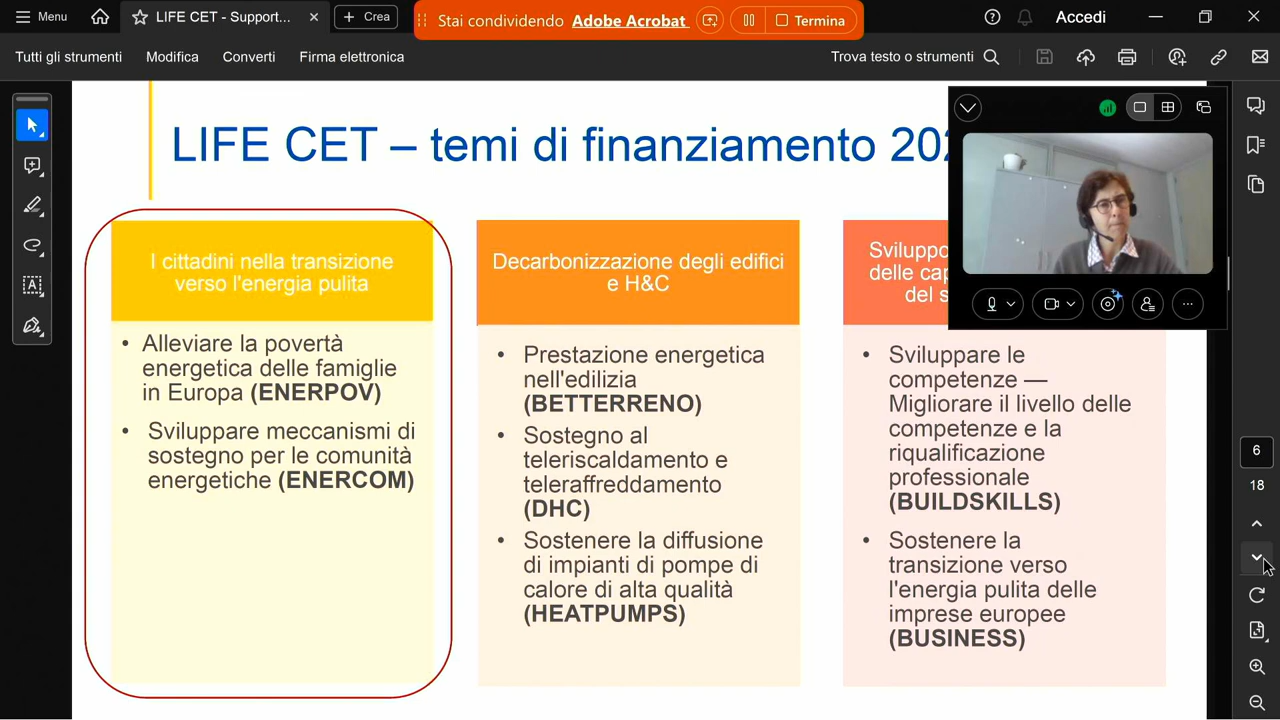 Menu
LIFE CET - Support...
Crea
Stai condividendo Adobe Acrobat
Termina
Accedi
Tutti gli strumenti
Modifica
Converti
Firma elettronica
Trova testo o strumenti
LIFE CET – temi di finanziamento
I cittadini nella transizione
verso l'energia pulita
• Alleviare la povertà
energetica delle famiglie
in Europa (ENERPOV)
• Sviluppare meccanismi di
sostegno per le comunità
energetiche (ENERCOM)
Decarbonizzazione degli edifici
e H&C
• Prestazione energetica
nell'edilizia
(BETTERRENO)
• Sostegno al
teleriscaldamento e
teleraffreddamento
(DHC)
• Sostenere la diffusione
di impianti di pompe di
calore di alta qualità
(HEATPUMPS)
delle
• Sviluppare le
competenze —
Migliorare il livello delle
competenze e la
riqualificazione
professionale
(BUILDSKILLS)
• Sostenere la
transizione verso
l'energia pulita delle
imprese europee
(BUSINESS)
6
18